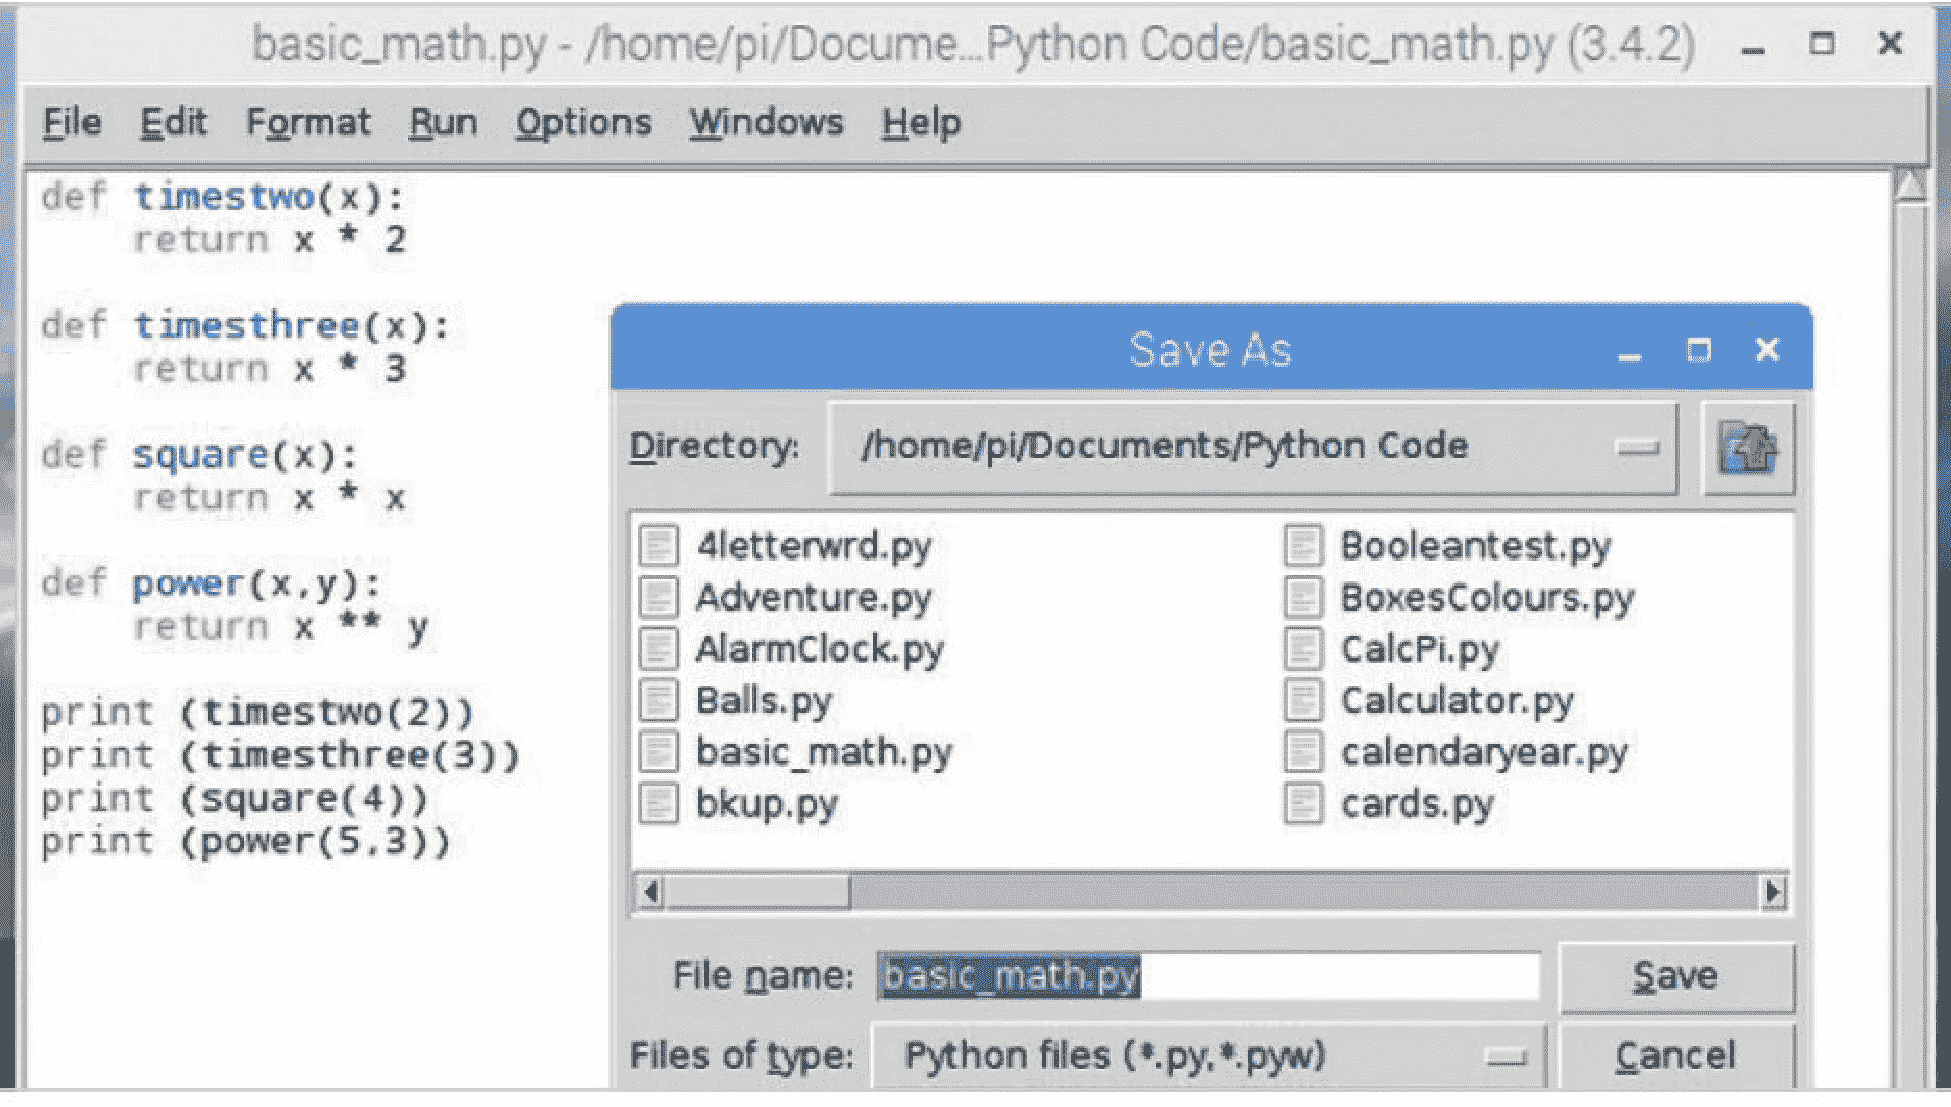 basic_math.py - /home/pi/Docume...Python Code/basic_math.py (3.4.2)
File Edit Format Run Options Windows Help
def timestwo(x):
    return x * 2
def timesthree(x):
    return x * 3
def square(x):
    return x * x
def power(x,y):
    return x ** y
print (timestwo(2))
print (timesthree(3))
print (square(4))
print (power(5,3))
Save As
Directory: /home/pi/Documents/Python Code
4letterwrd.py
Adventure.py
AlarmClock.py
Balls.py
basic_math.py
bkup.py
Booleantest.py
BoxesColours.py
CalcPi.py
Calculator.py
calendaryear.py
cards.py
File name: basic_math.py Save
Files of type: Python files (*.py,*.pyw) Cancel